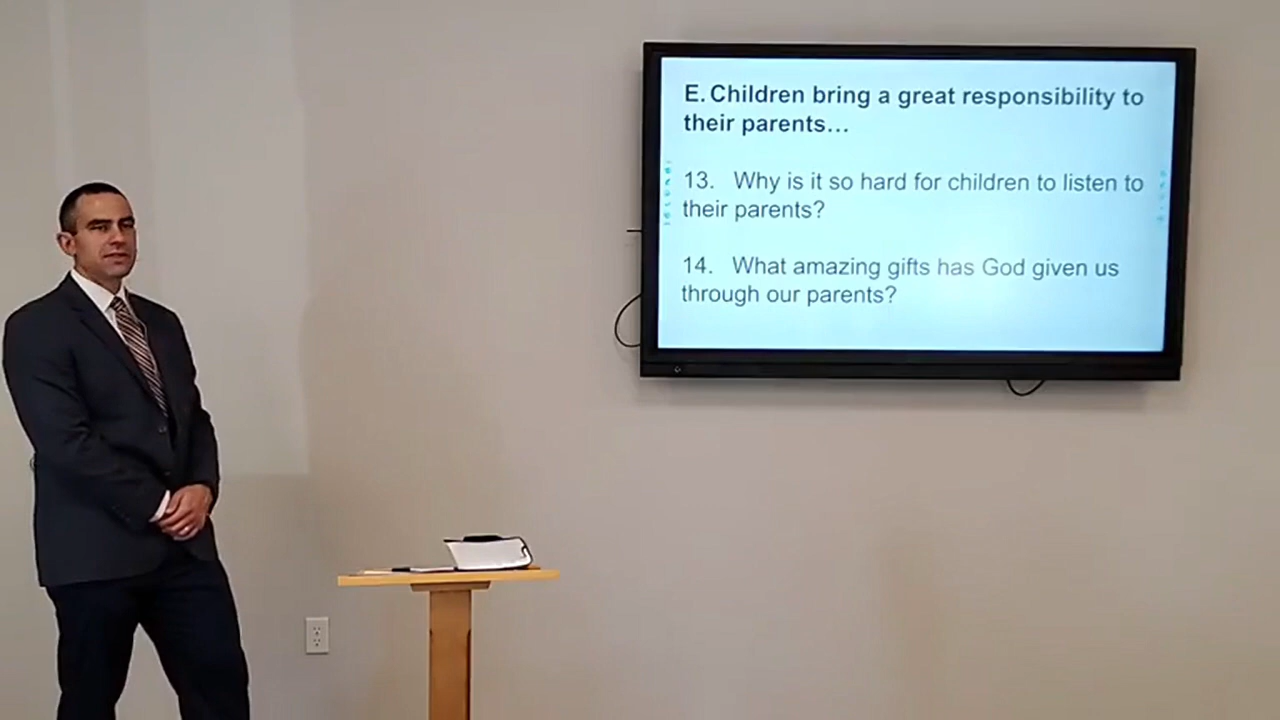 E. Children bring a great responsibility to
their parents...
13. Why is it so hard for children to listen to
their parents?
14. What amazing gifts has God given us
through our parents?